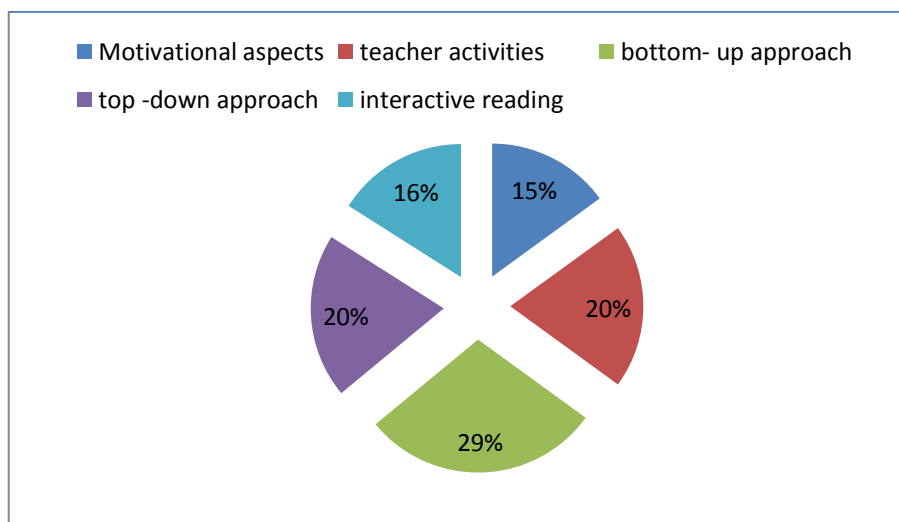 Motivational aspects teacher activities bottom- up approach
top -down approach interactive reading
16% 15%
20% 20%
29%